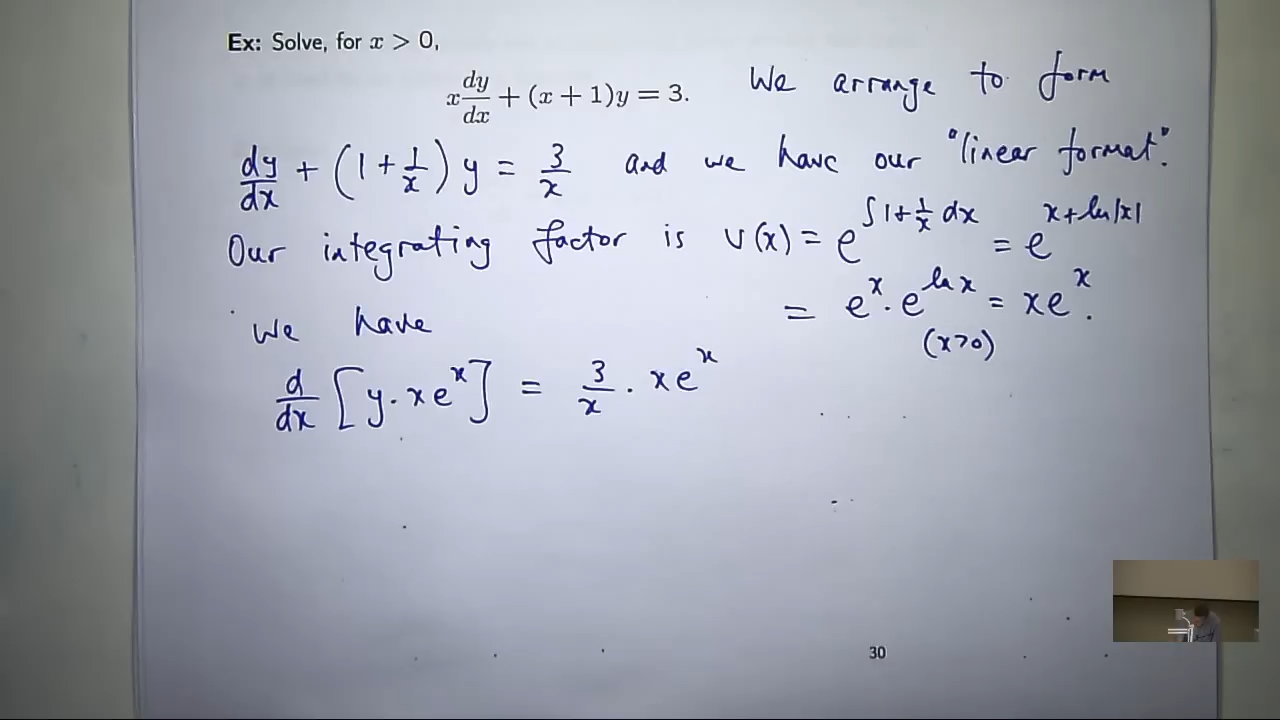 Ex: Solve, for x > 0,
x dy/dx + (x + 1)y = 3. We arrange to form
dy/dx + (1 + 1/x) y = 3/x and we have our "linear format".
Our integrating factor is v(x) = e^{∫1 + 1/x dx} = e^{x+ln|x|}
= e^x · e^{ln x} = xe^x.
(x>0)
We have
d/dx [y · xe^x] = 3/x · xe^x
30